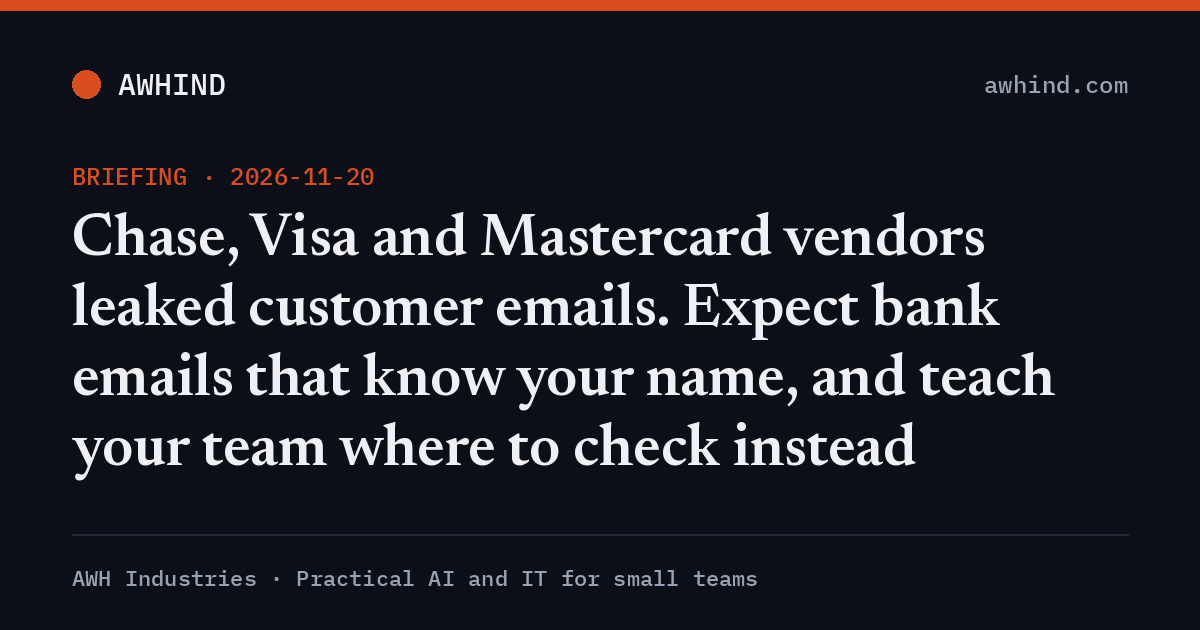 AWHIND
awhind.com
BRIEFING · 2026-11-20
Chase, Visa and Mastercard vendors
leaked customer emails. Expect bank
emails that know your name, and teach
your team where to check instead
AWH Industries · Practical AI and IT for small teams